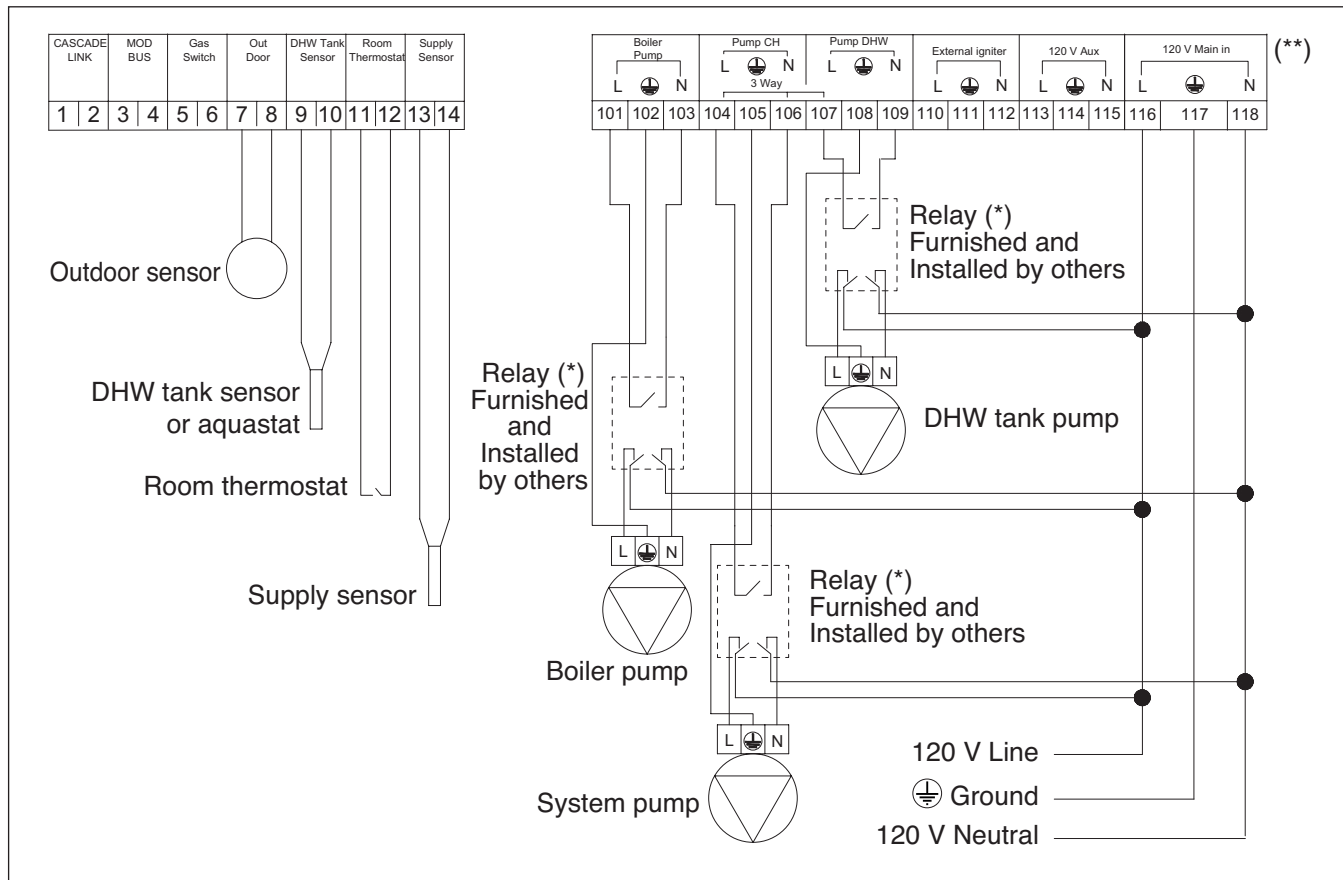 CASCADE LINK
MOD BUS
Gas Switch
Out Door
DHW Tank Sensor
Room Thermostat
Supply Sensor
1 2 3 4 5 6 7 8 9 10 11 12 13 14
Boiler Pump
L N
Pump CH
L N
3 Way
Pump DHW
L N
External igniter
L N
120 V Aux
L N
120 V Main in
L N
(**)
101 102 103 104 105 106 107 108 109 110 111 112 113 114 115 116 117 118
Outdoor sensor
DHW tank sensor
or aquastat
Room thermostat
Supply sensor
Relay (*)
Furnished and
Installed by others
L N
DHW tank pump
Relay (*)
Furnished
and
Installed
by others
L N
Boiler pump
Relay (*)
Furnished and
Installed by others
L N
System pump
120 V Line
Ground
120 V Neutral